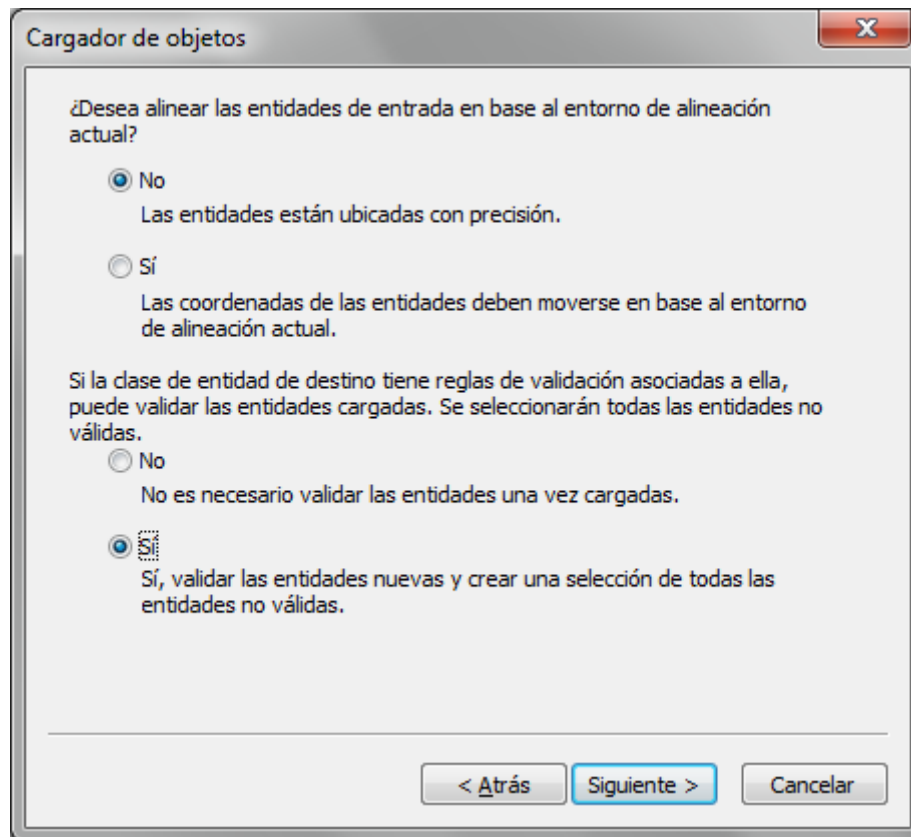 Cargador de objetos
¿Desea alinear las entidades de entrada en base al entorno de alineación
actual?
No
Las entidades están ubicadas con precisión.
Sí
Las coordenadas de las entidades deben moverse en base al entorno
de alineación actual.
Si la clase de entidad de destino tiene reglas de validación asociadas a ella,
puede validar las entidades cargadas. Se seleccionarán todas las entidades no
válidas.
No
No es necesario validar las entidades una vez cargadas.
Sí
Sí, validar las entidades nuevas y crear una selección de todas las
entidades no válidas.
< Atrás
Siguiente >
Cancelar